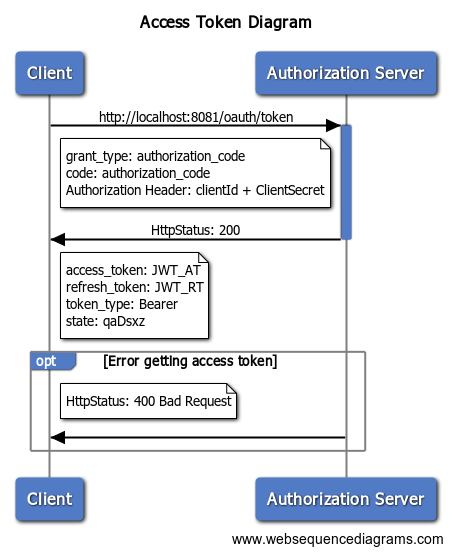 Access Token Diagram
Client
Authorization Server
http://localhost:8081/oauth/token
grant_type: authorization_code
code: authorization_code
Authorization Header: clientId + ClientSecret
HttpStatus: 200
access_token: JWT_AT
refresh_token: JWT_RT
token_type: Bearer
state: qaDsxz
opt
[Error getting access token]
HttpStatus: 400 Bad Request
Client
Authorization Server
www.websequencediagrams.com